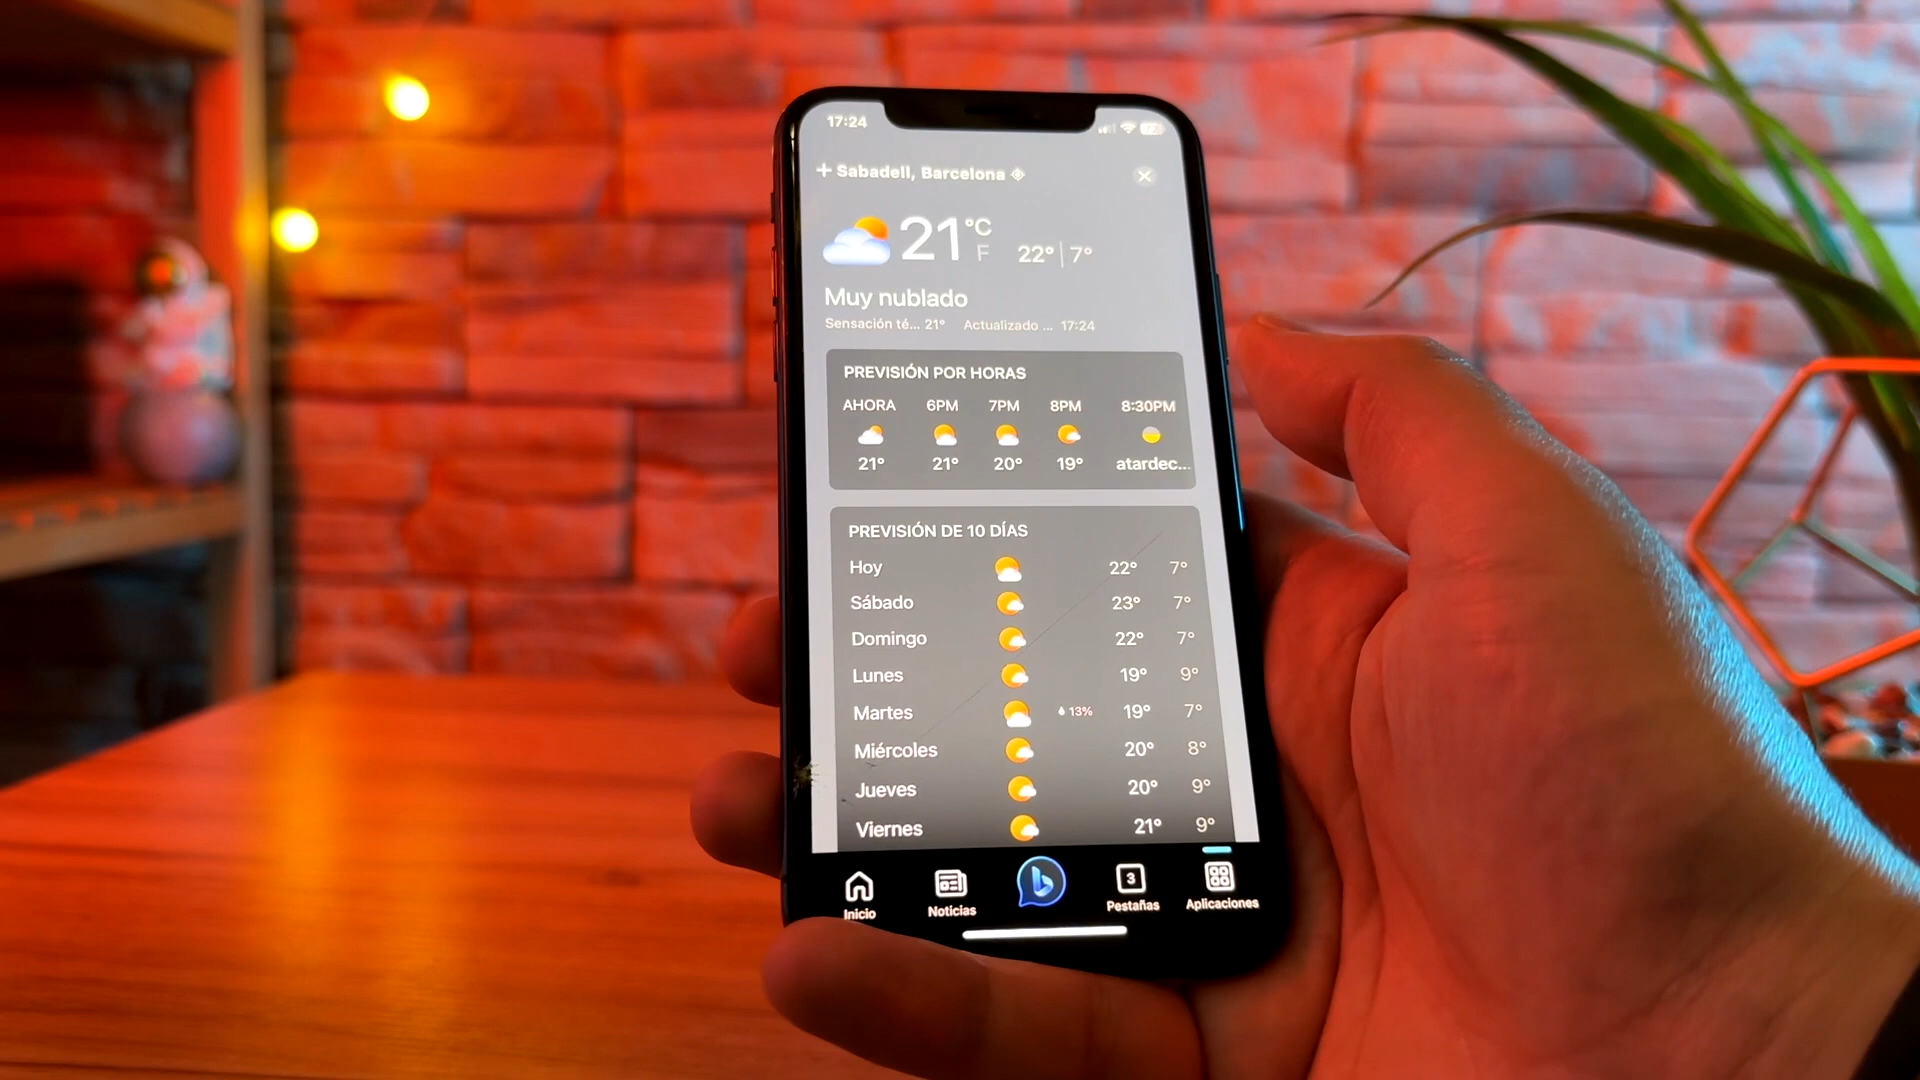 17:24
Sabadell, Barcelona
21 °C F 22° | 7°
Muy nublado
Sensación té... 21° Actualizado ... 17:24
PREVISIÓN POR HORAS
AHORA 6PM 7PM 8PM 8:30PM
21° 21° 20° 19° atardec...
PREVISIÓN DE 10 DÍAS
Hoy 22° 7°
Sábado 23° 7°
Domingo 22° 7°
Lunes 19° 9°
Martes 13% 19° 7°
Miércoles 20° 8°
Jueves 20° 9°
Viernes 21° 9°
3
Inicio Noticias Pestañas Aplicaciones